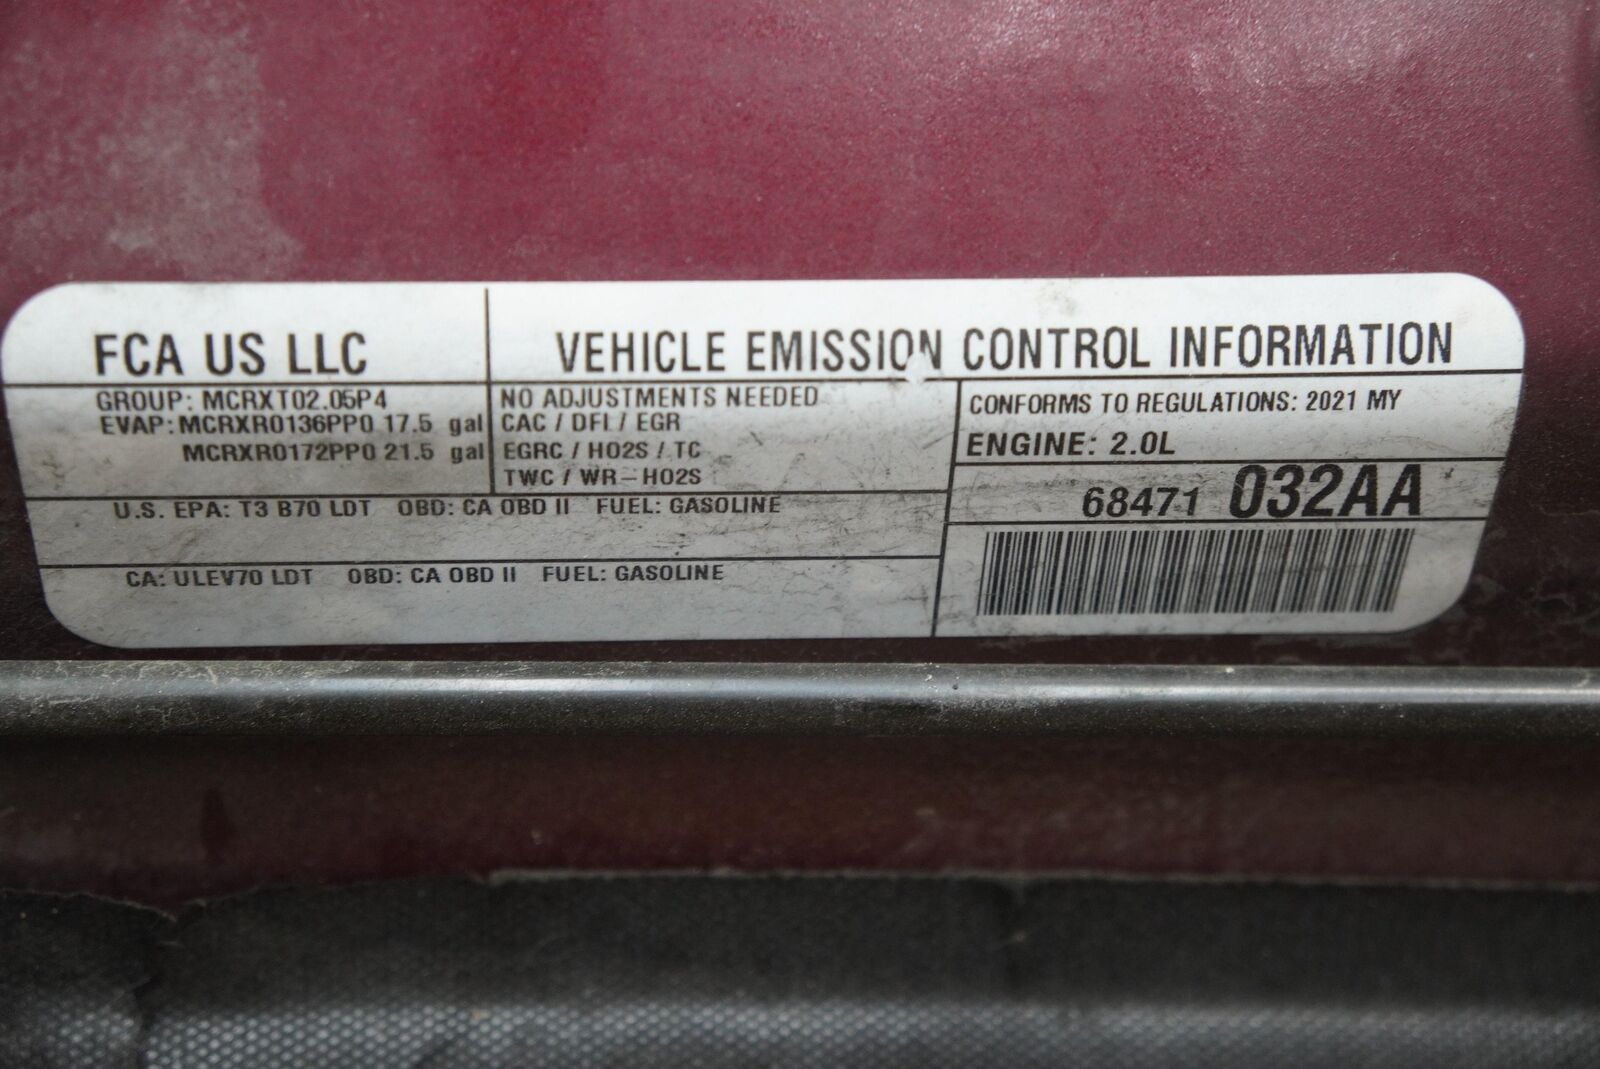 FCA US LLC
VEHICLE EMISSION CONTROL INFORMATION
GROUP: MCRXT02.05P4
EVAP: MCRXR0136PP0 17.5 gal
MCRXR0172PP0 21.5 gal
NO ADJUSTMENTS NEEDED
CAC / DFI / EGR
EGRC / HO2S / TC
TWC / WR-HO2S
CONFORMS TO REGULATIONS: 2021 MY
ENGINE: 2.0L
68471 032AA
U.S. EPA: T3 B70 LDT OBD: CA OBD II FUEL: GASOLINE
CA: ULEV70 LDT OBD: CA OBD II FUEL: GASOLINE